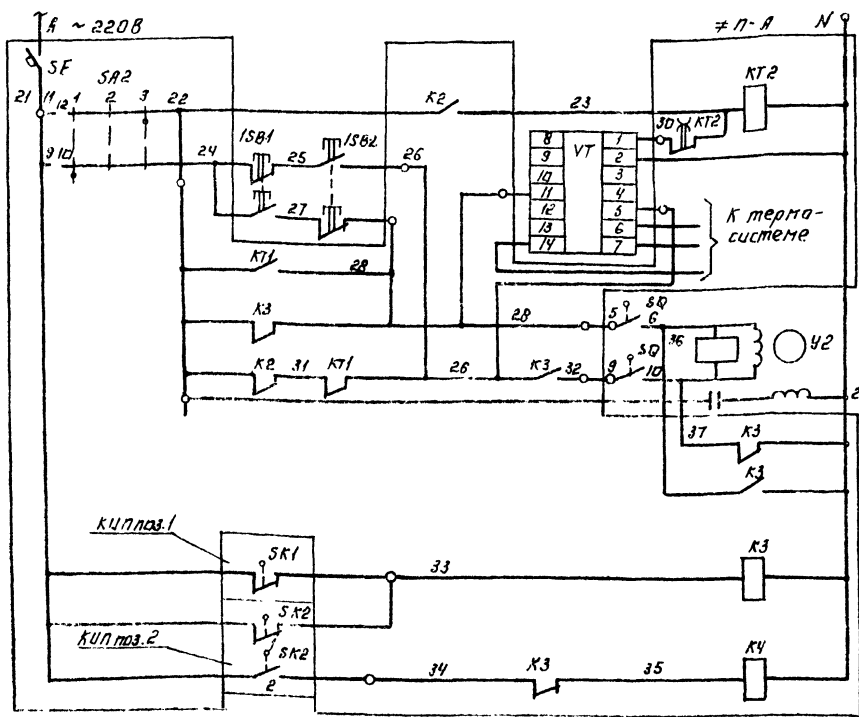 А ~ 220В
≠ П-А N
SF
SA2
21 11 12 1 2 3 22
К2 23 КТ2
30 КТ2
9 10 24 1SB1 25 1SB2 26
27
8 VT 1
9 2
10 3
11 4
12 5
13 6
14 7
К термо-
системе
КТ1 28
К3 28 5 SQ 6
36 У2
К2 31 КТ1 26 К3 32 9 SQ 10
2
37 К3
К3
КИП поз.1
SK1 33 К3
SK2
КИП поз.2
SK2 34 К3 35 К4
2